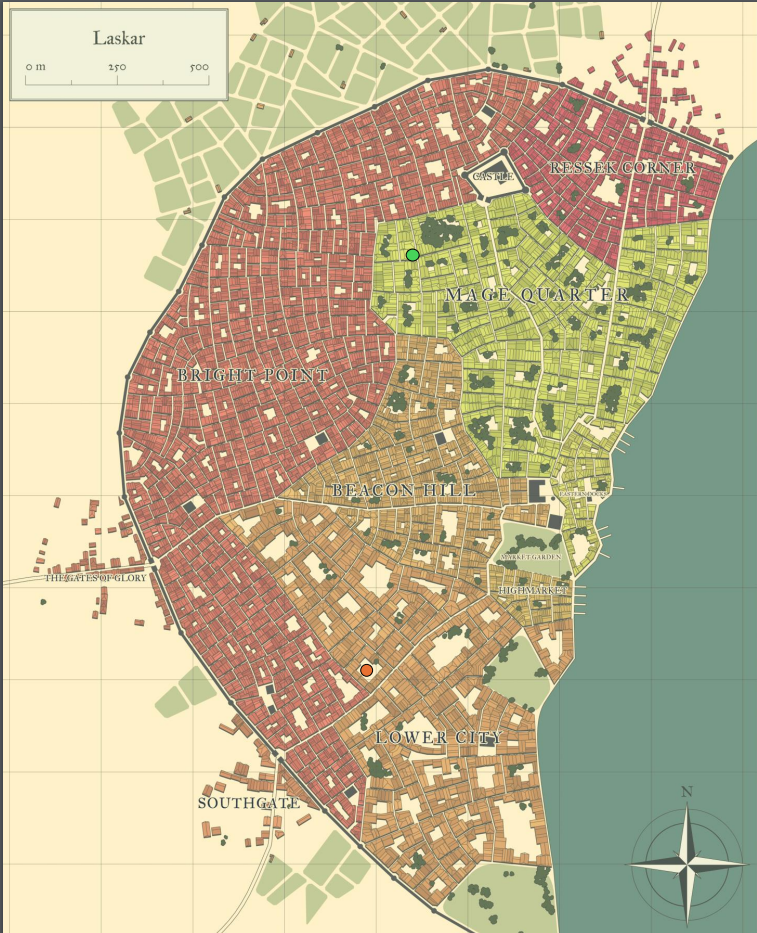 Laskar
0 m 250 500
RESSEK CORNER
CASTLE
MAGE QUARTER
BRIGHT POINT
BEACON HILL
EASTERN DOCKS
MARKET GARDEN
THE GATES OF GLORY
HIGHMARKET
LOWER CITY
SOUTHGATE
N